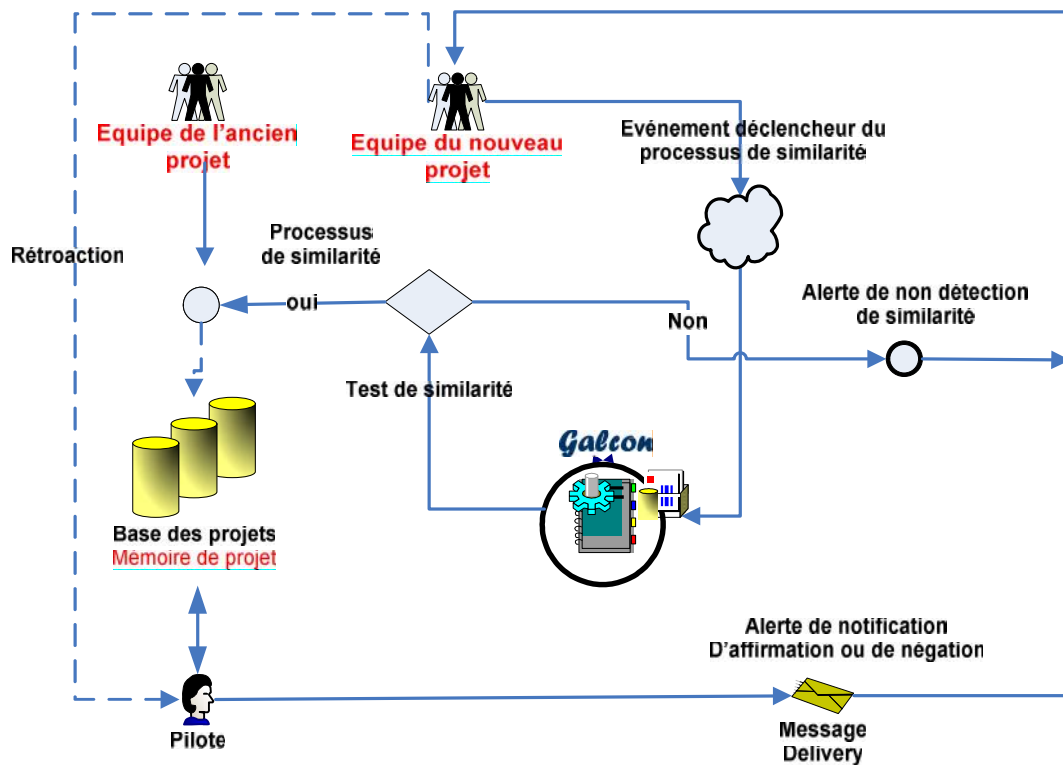 Equipe de l'ancien
projet
Equipe du nouveau
projet
Evénement déclencheur du
processus de similarité
Rétroaction
Processus
de similarité
oui
Non
Alerte de non détection
de similarité
Test de similarité
Galcon
Base des projets
Mémoire de projet
Alerte de notification
D'affirmation ou de négation
Pilote
Message
Delivery